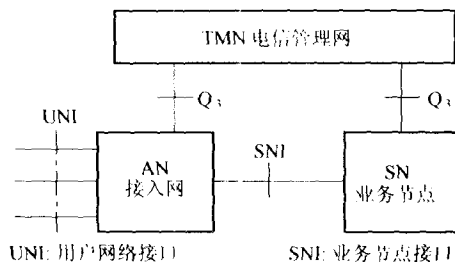 TMN 电信管理网
Q3
Q3
UNI
SNI
AN
接入网
SN
业务节点
UNI: 用户网络接口
SNI: 业务节点接口